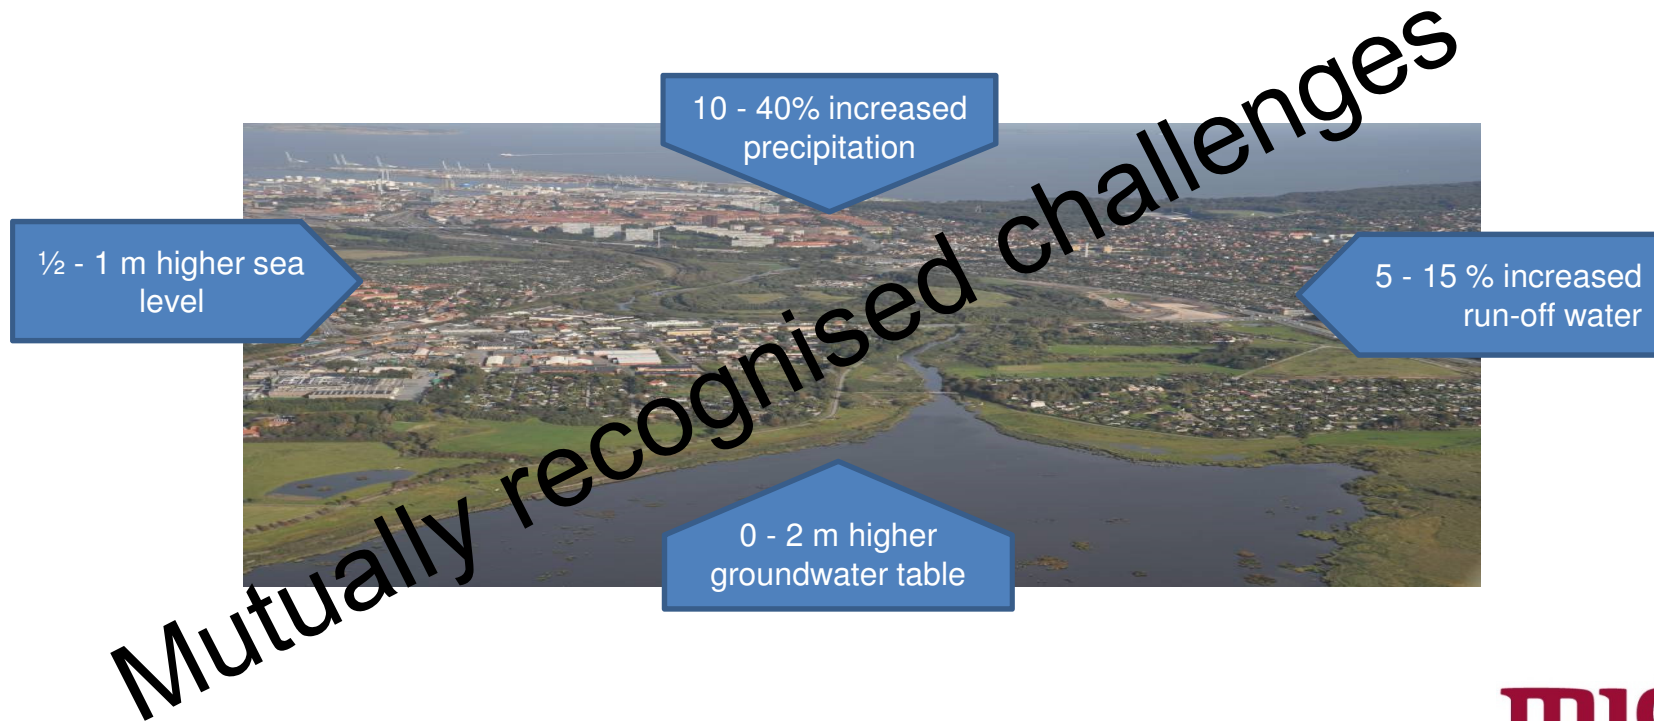 10 - 40% increased
precipitation
½ - 1 m higher sea
level
5 - 15 % increased
run-off water
Mutually recognised challenges
0 - 2 m higher
groundwater table